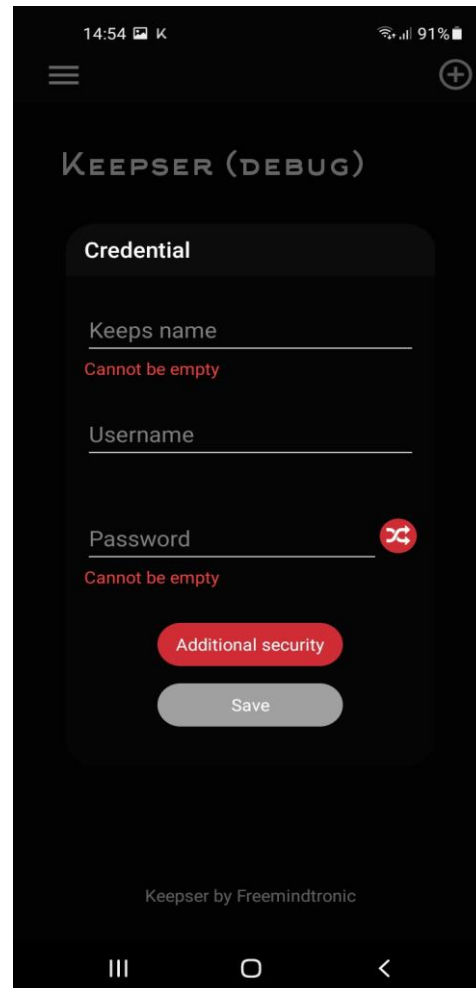 14:54 K 91%
KEEPSER (DEBUG)
Credential
Keeps name
Cannot be empty
Username
Password
Cannot be empty
Additional security
Save
Keepser by Freemindtronic